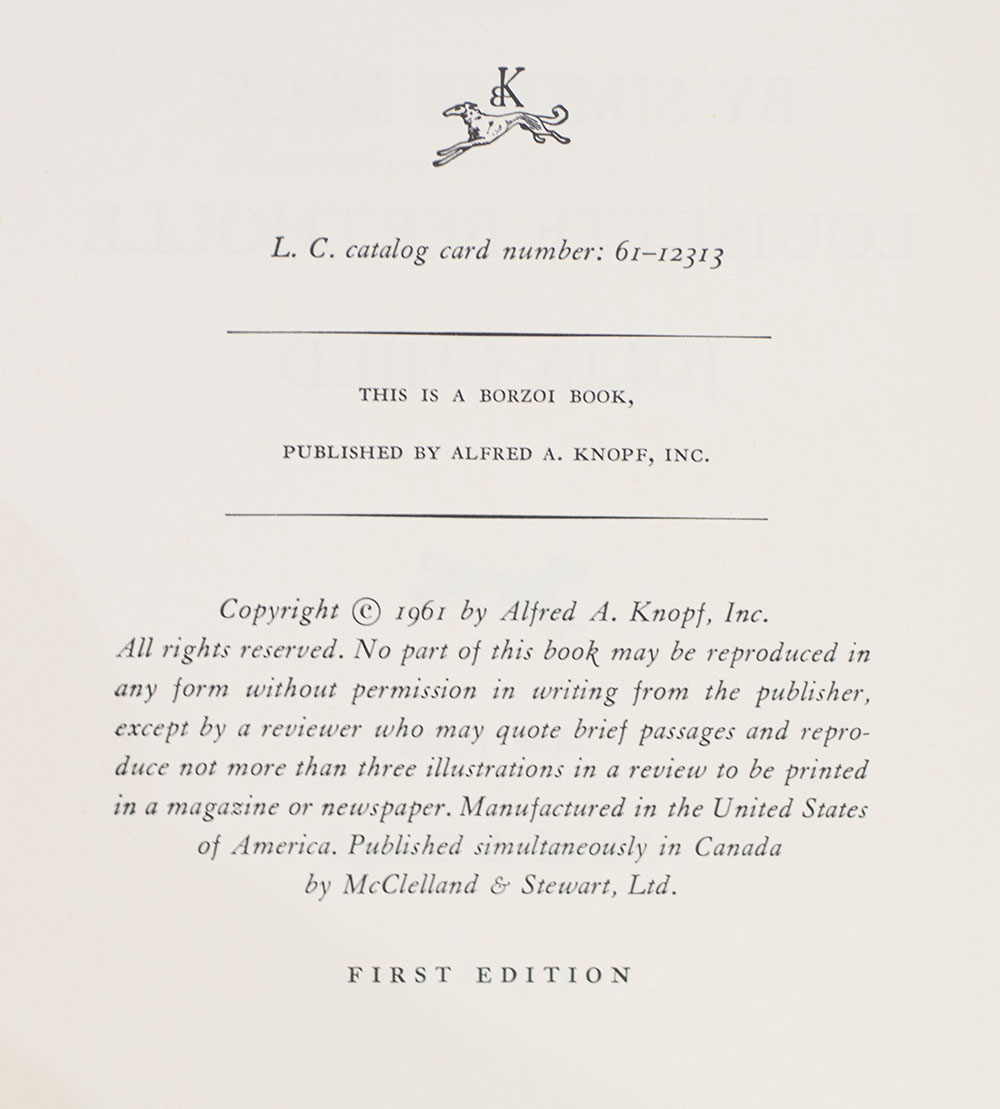 BK
L. C. catalog card number: 61–12313
THIS IS A BORZOI BOOK,
PUBLISHED BY ALFRED A. KNOPF, INC.
Copyright © 1961 by Alfred A. Knopf, Inc.
All rights reserved. No part of this book may be reproduced in
any form without permission in writing from the publisher,
except by a reviewer who may quote brief passages and repro-
duce not more than three illustrations in a review to be printed
in a magazine or newspaper. Manufactured in the United States
of America. Published simultaneously in Canada
by McClelland & Stewart, Ltd.
FIRST EDITION